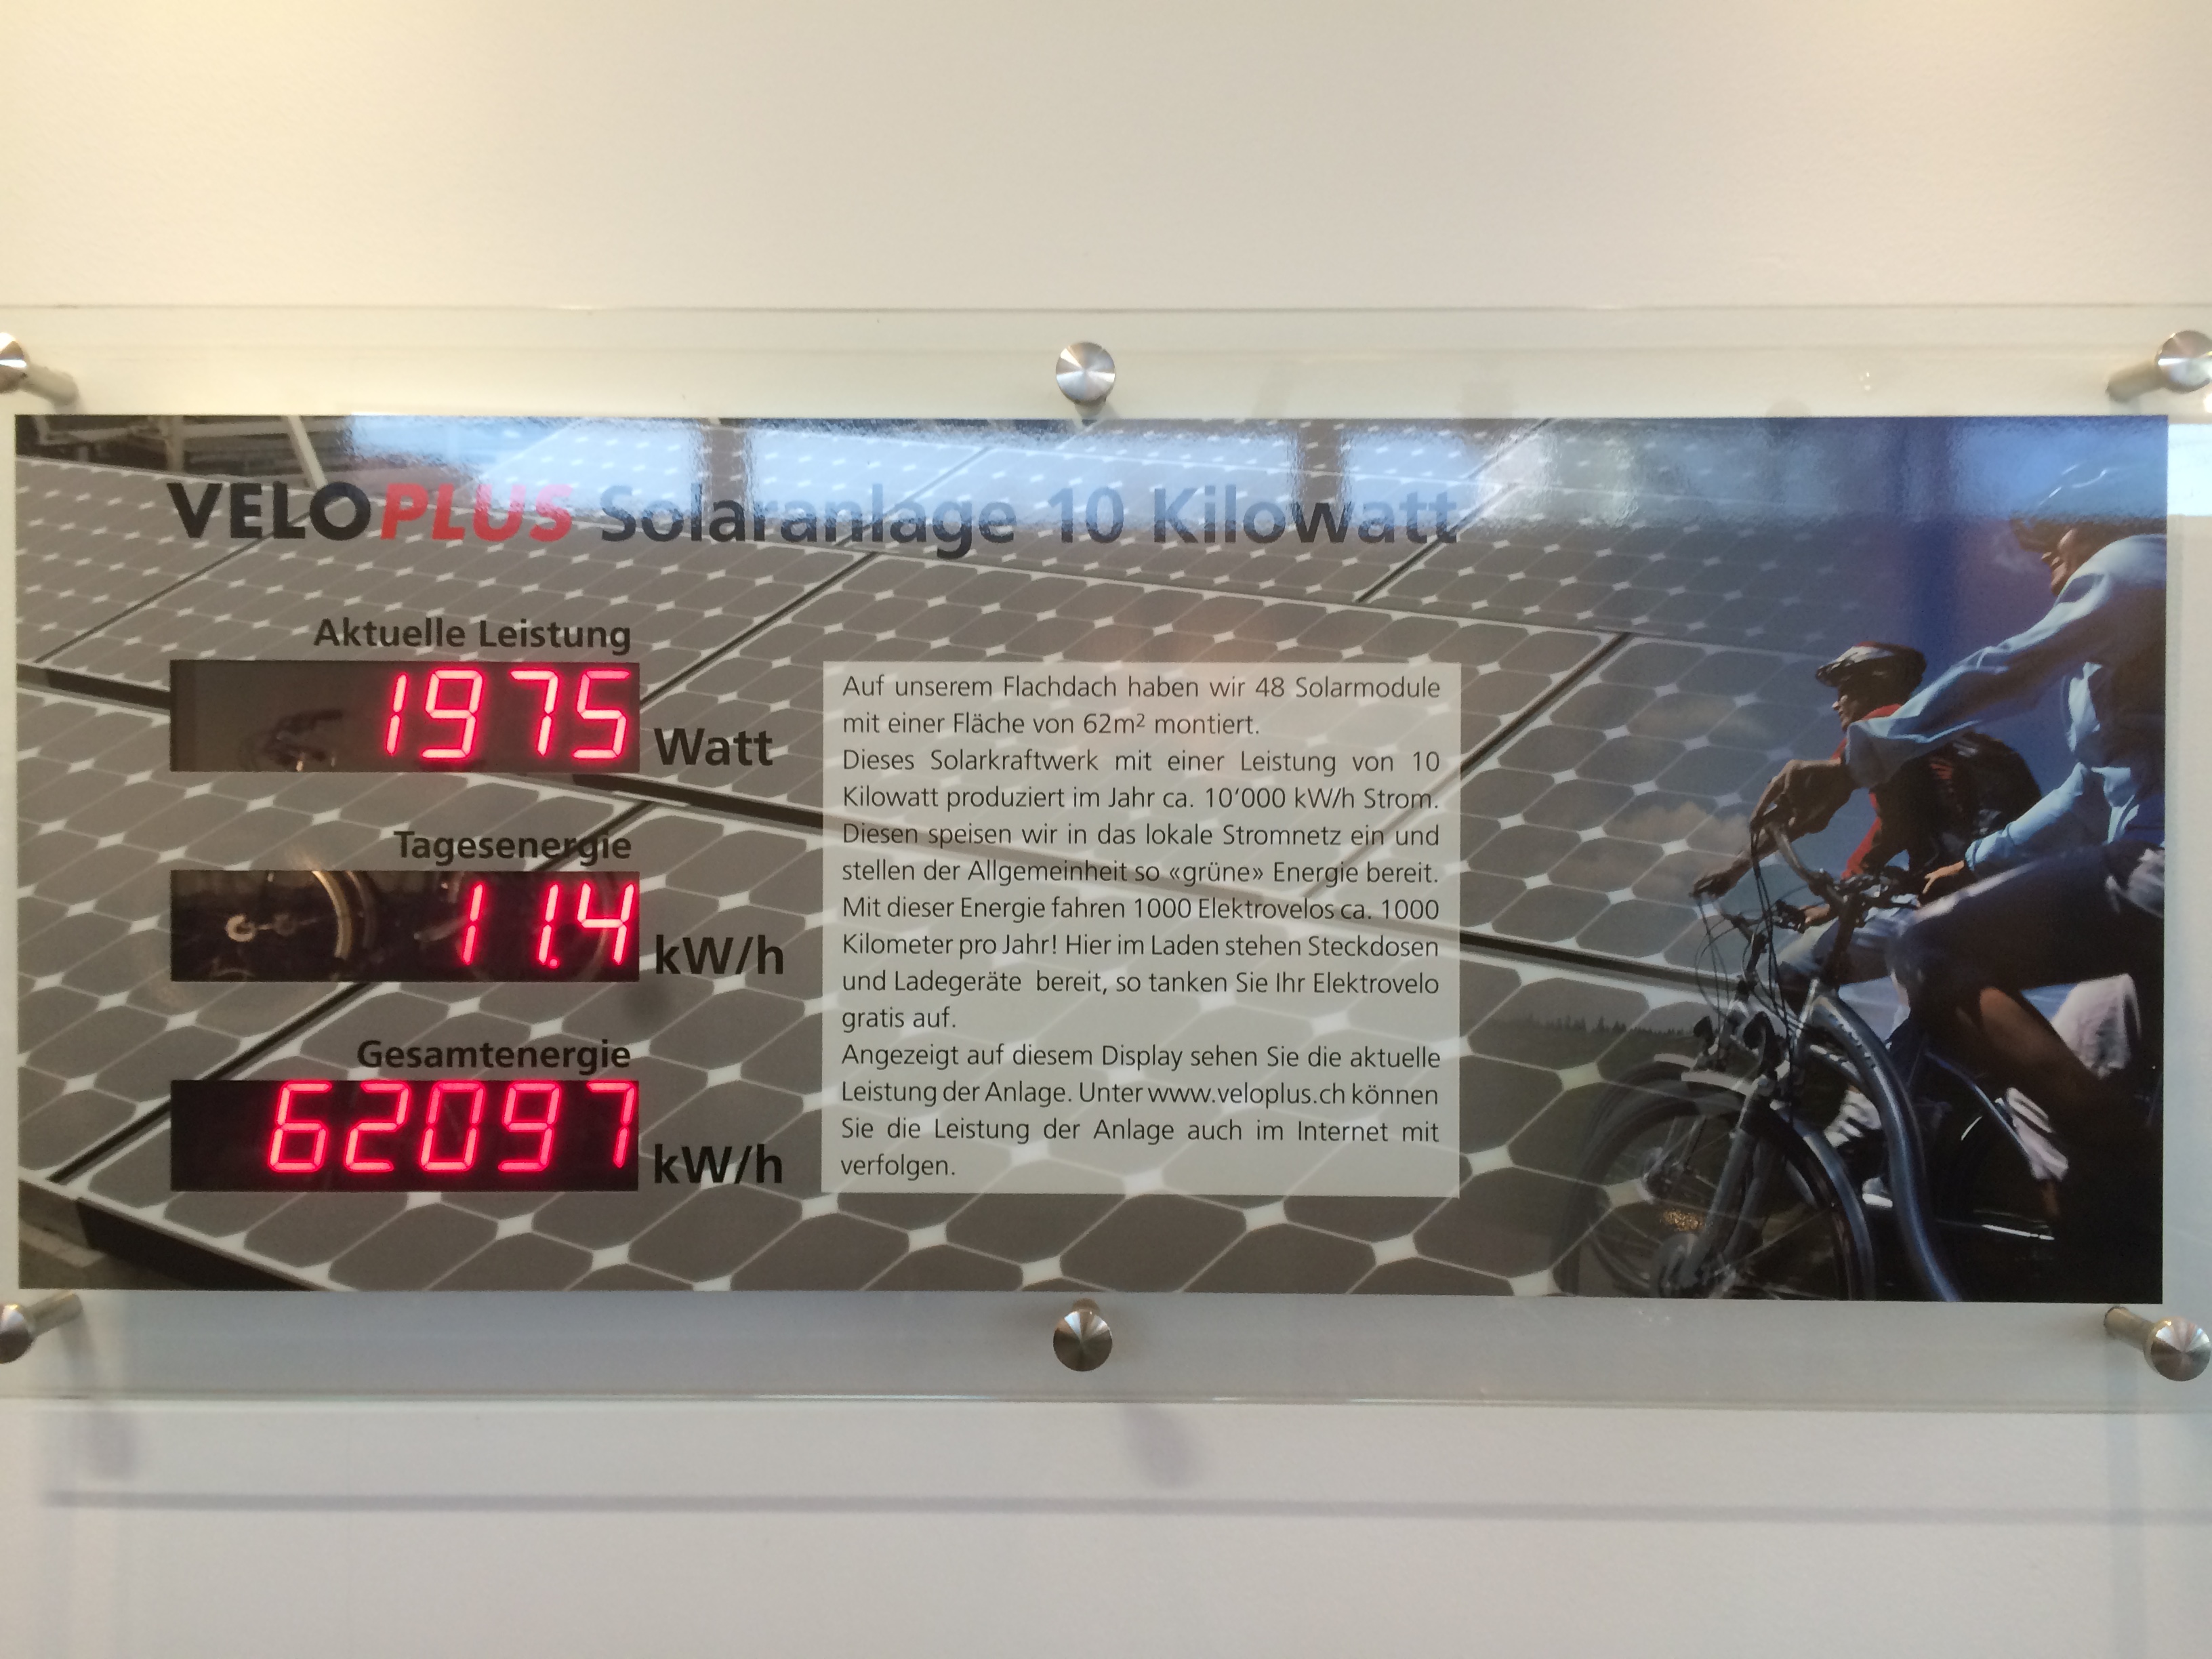 VELOPLUS Solaranlage 10 Kilowatt
Aktuelle Leistung
1975 Watt
Tagesenergie
11.4 kW/h
Gesamtenergie
62097 kW/h
Auf unserem Flachdach haben wir 48 Solarmodule
mit einer Fläche von 62m² montiert.
Dieses Solarkraftwerk mit einer Leistung von 10
Kilowatt produziert im Jahr ca. 10’000 kW/h Strom.
Diesen speisen wir in das lokale Stromnetz ein und
stellen der Allgemeinheit so «grüne» Energie bereit.
Mit dieser Energie fahren 1000 Elektrovelos ca. 1000
Kilometer pro Jahr! Hier im Laden stehen Steckdosen
und Ladegeräte bereit, so tanken Sie Ihr Elektrovelo
gratis auf.
Angezeigt auf diesem Display sehen Sie die aktuelle
Leistung der Anlage. Unter www.veloplus.ch können
Sie die Leistung der Anlage auch im Internet mit
verfolgen.